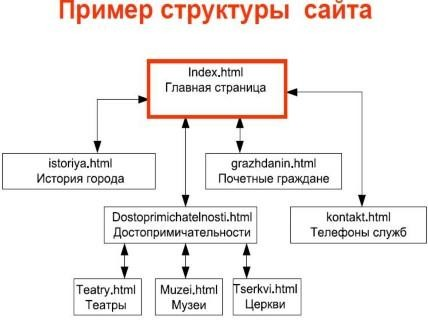 Пример структуры сайта
Index.html
Главная страница
istoriya.html
История города
grazhdanin.html
Почетные граждане
Dostoprimichatelnosti.html
Достопримичательности
kontakt.html
Телефоны служб
Teatry.html
Театры
Muzei.html
Музеи
Tserkvi.html
Церкви